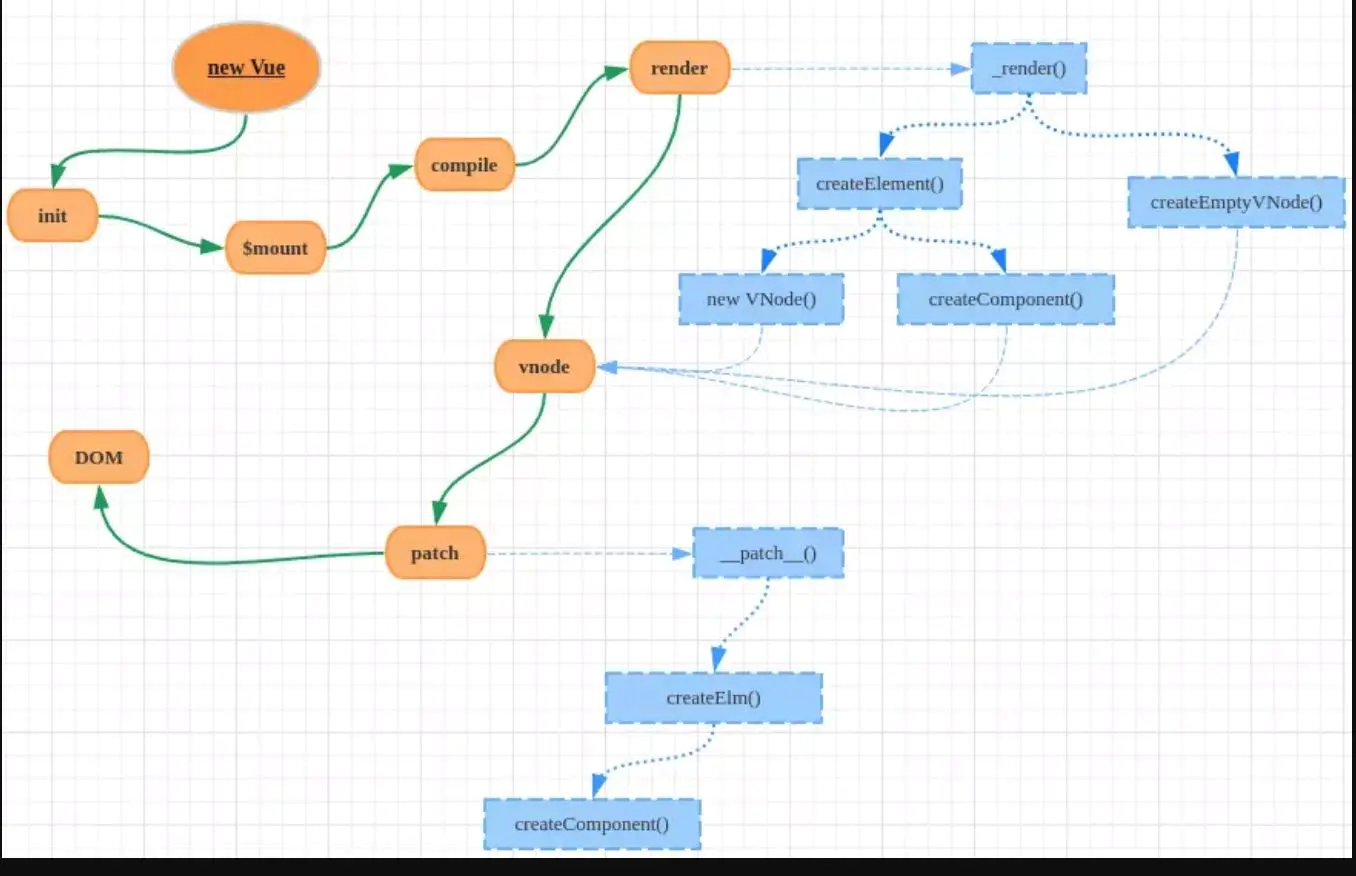 new Vue
render
_render()
compile
createElement()
init
createEmptyVNode()
$mount
new VNode()
createComponent()
vnode
DOM
patch
__patch__()
createElm()
createComponent()